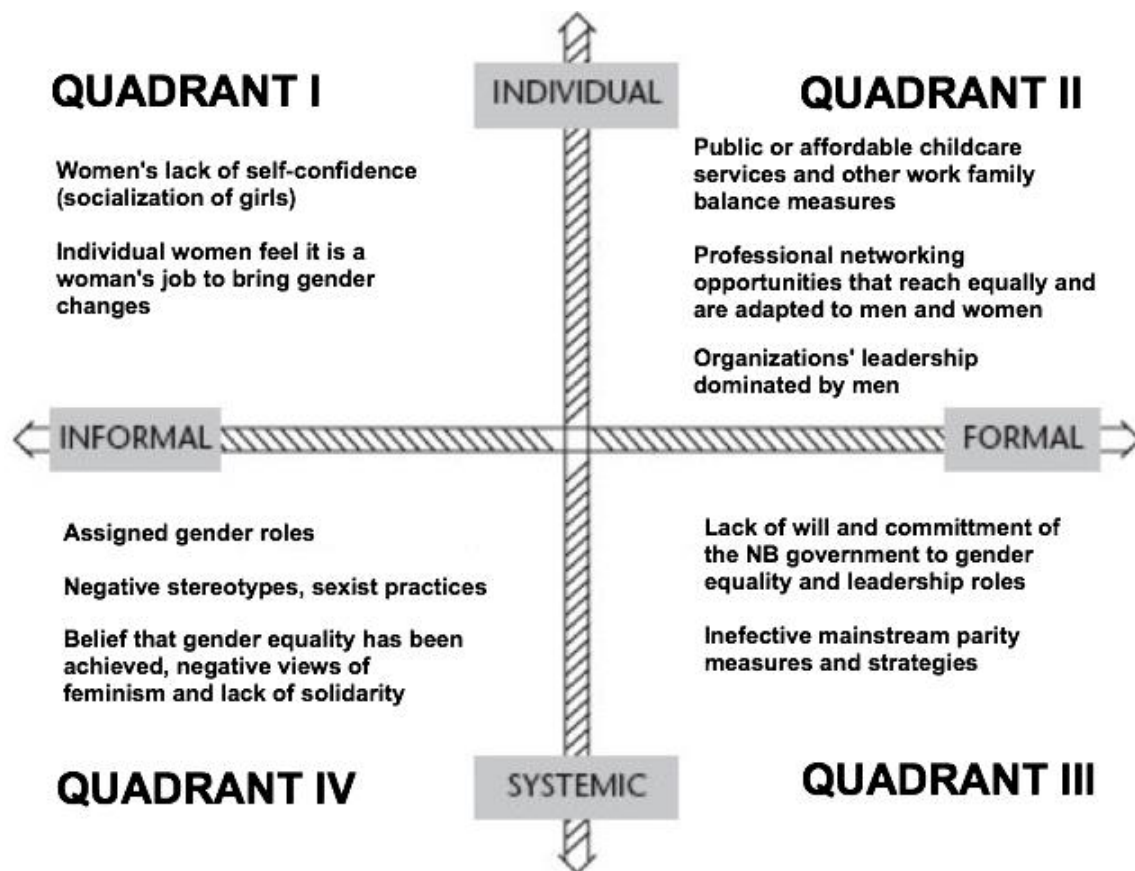 INDIVIDUAL
QUADRANT I
Women's lack of self-confidence
(socialization of girls)
Individual women feel it is a
woman's job to bring gender
changes
QUADRANT II
Public or affordable childcare
services and other work family
balance measures
Professional networking
opportunities that reach equally and
are adapted to men and women
Organizations' leadership
dominated by men
INFORMAL
FORMAL
Assigned gender roles
Negative stereotypes, sexist practices
Belief that gender equality has been
achieved, negative views of
feminism and lack of solidarity
QUADRANT IV
Lack of will and committment of
the NB government to gender
equality and leadership roles
Inefective mainstream parity
measures and strategies
QUADRANT III
SYSTEMIC